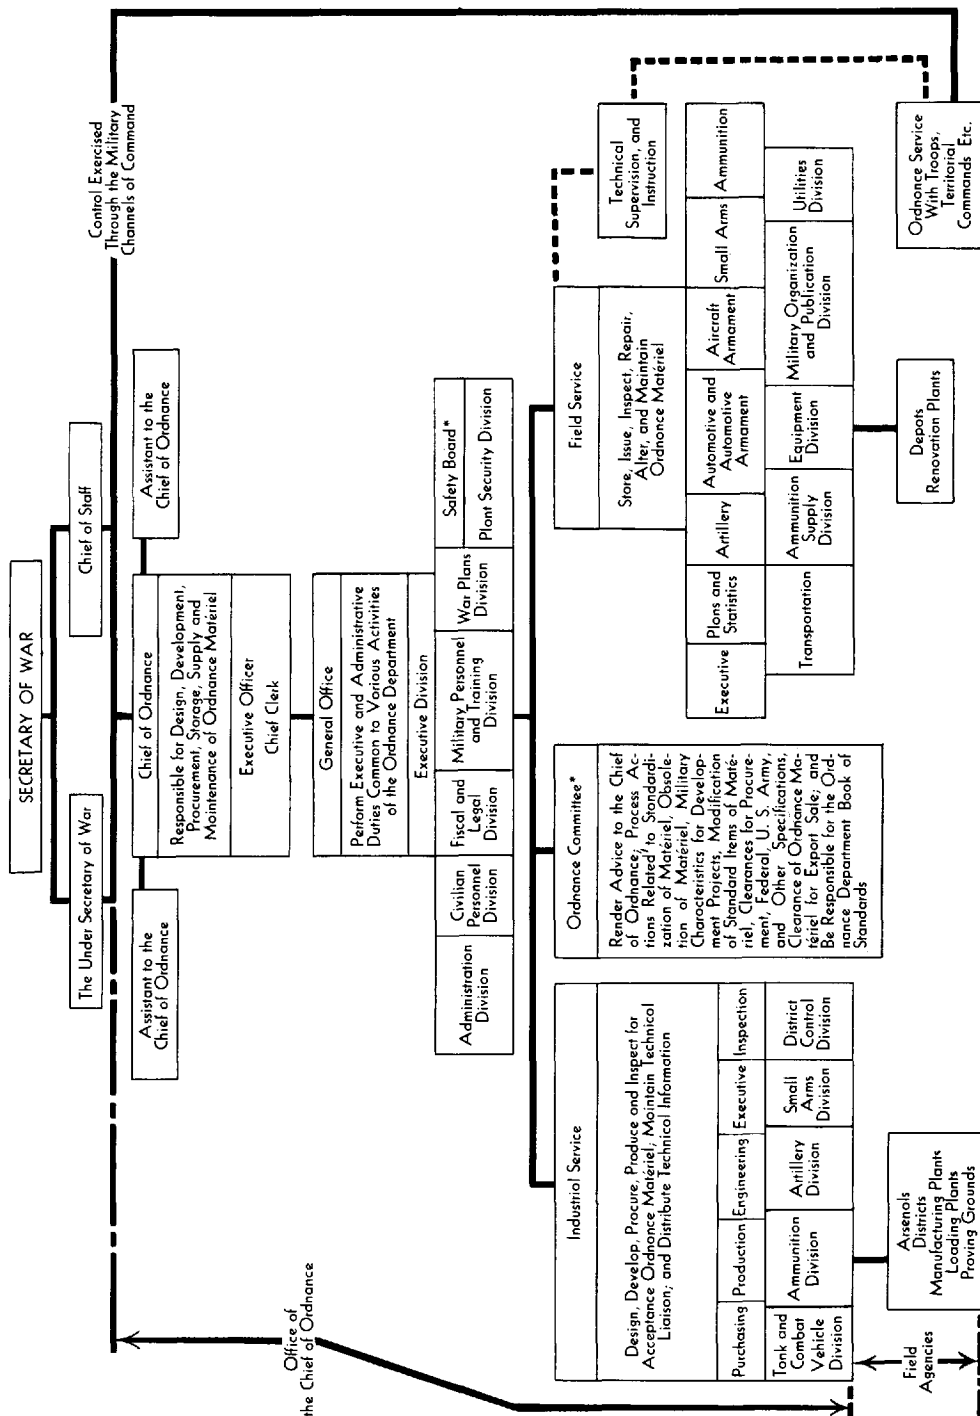 SECRETARY OF WAR
The Under Secretary of War
Chief of Staff
Control Exercised
Through the Military
Channels of Command
Office of
the Chief of Ordnance
Assistant to the
Chief of Ordnance
Chief of Ordnance
Responsible for Design, Development,
Procurement, Storage, Supply and
Maintenance of Ordnance Matériel
Executive Officer
Chief Clerk
Assistant to the
Chief of Ordnance
General Office
Perform Executive and Administrative
Duties Common to Various Activities
of the Ordnance Department
Executive Division
Administration
Division
Civilian
Personnel
Division
Fiscal and
Legal
Division
Military Personnel
and Training
Division
War Plans
Division
Safety Board*
Plant Security Division
Industrial Service
Design, Develop, Procure, Produce and Inspect for
Acceptance Ordnance Matériel; Maintain Technical
Liaison; and Distribute Technical Information
Purchasing
Production
Engineering
Executive
Inspection
Tank and
Combat
Vehicle
Division
Ammunition
Division
Artillery
Division
Small
Arms
Division
District
Control
Division
Ordnance Committee*
Render Advice to the Chief
of Ordnance; Process Ac-
tions Related to Standardi-
zation of Matériel, Obsole-
tion of Matériel, Military
Characteristics for Develop-
ment Projects, Modification
of Standard Items of Maté-
riel, Clearances for Procure-
ment, Federal, U. S. Army,
and Other Specifications,
Clearance of Ordnance Ma-
tériel for Export Sale; and
Be Responsible for the Ord-
nance Department Book of
Standards
Field Service
Store, Issue, Inspect, Repair,
Alter, and Maintain
Ordnance Matériel
Executive
Plans and
Statistics
Artillery
Automotive and
Automotive
Armament
Aircraft
Armament
Small Arms
Ammunition
Transportation
Ammunition
Supply
Division
Equipment
Division
Military Organization
and Publication
Division
Utilities
Division
Technical
Supervision, and
Instruction
Field
Agencies
Arsenals
Districts
Manufacturing Plants
Loading Plants
Proving Grounds
Depots
Renovation Plants
Ordnance Service
With Troops,
Territorial
Commands Etc.